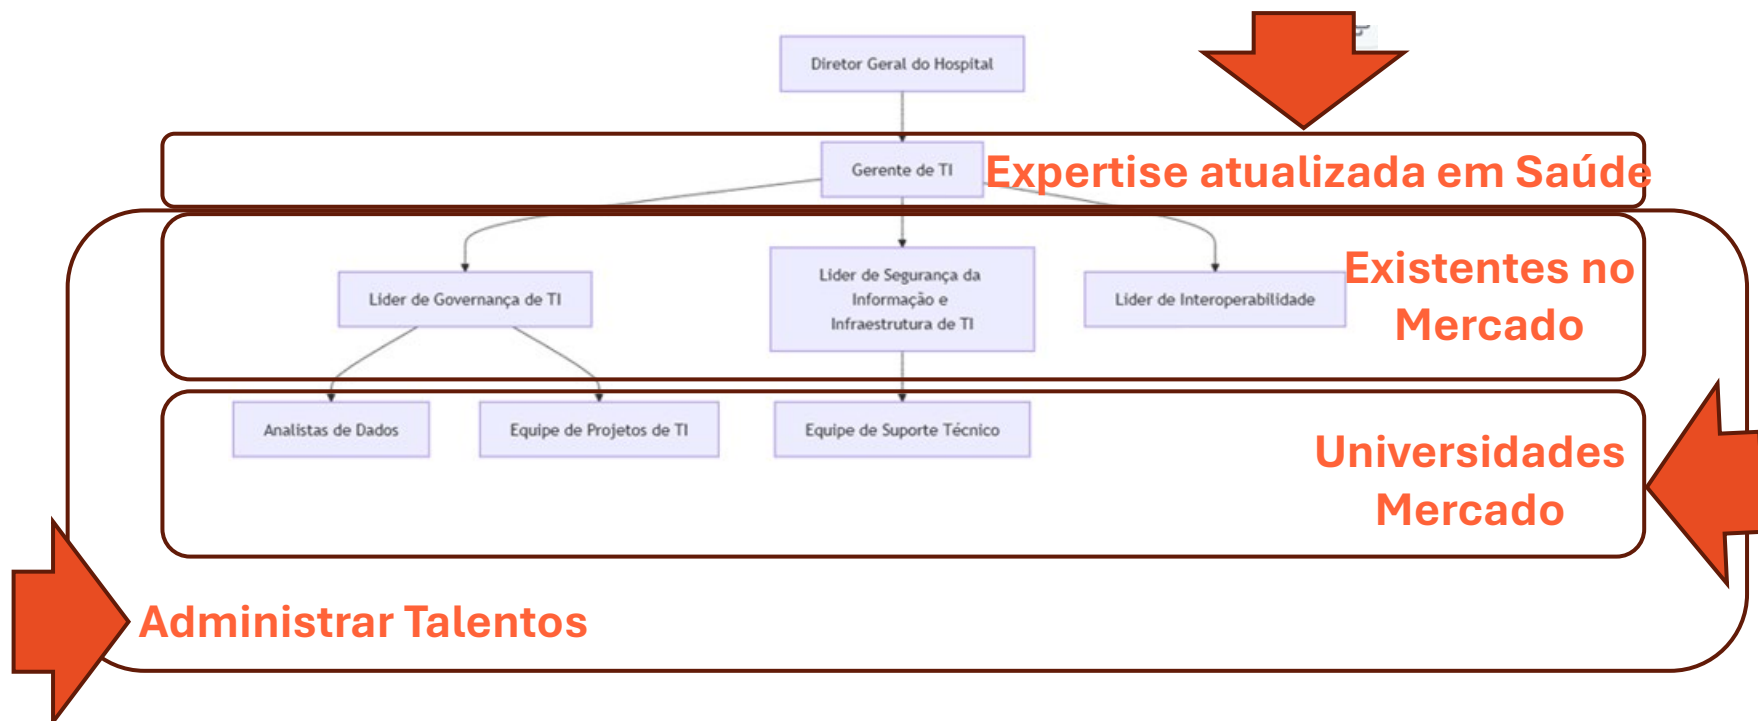 Diretor Geral do Hospital
Gerente de TI
Expertise atualizada em Saúde
Líder de Governança de TI
Líder de Segurança da
Informação e
Infraestrutura de TI
Líder de Interoperabilidade
Existentes no
Mercado
Analistas de Dados
Equipe de Projetos de TI
Equipe de Suporte Técnico
Universidades
Mercado
Administrar Talentos